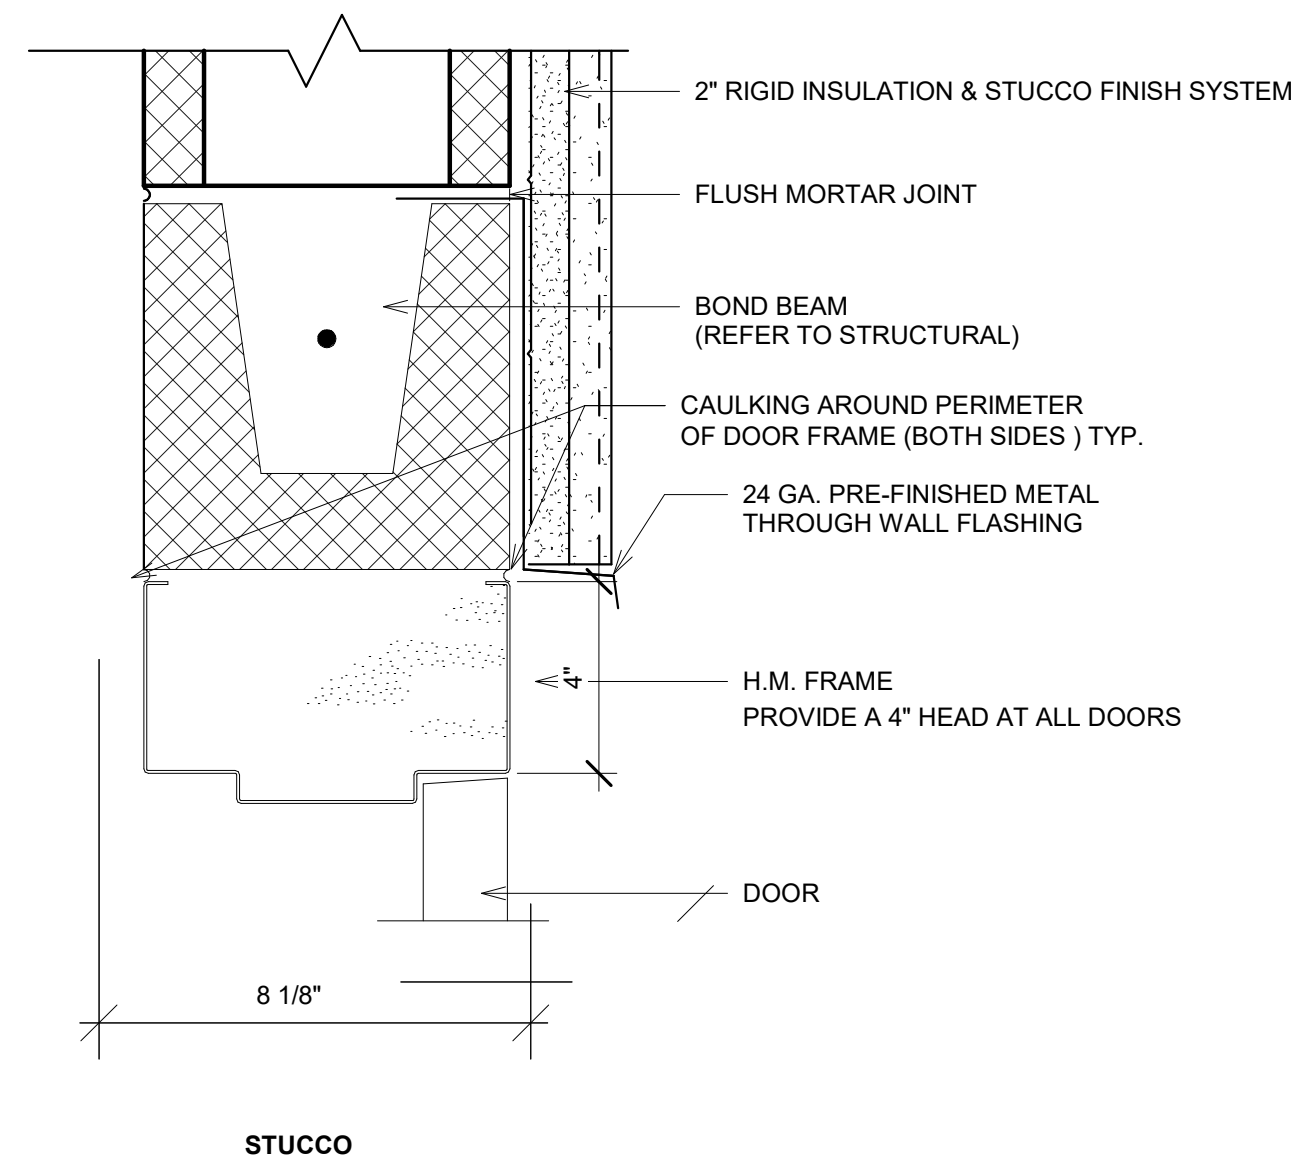 2" RIGID INSULATION & STUCCO FINISH SYSTEM
FLUSH MORTAR JOINT
BOND BEAM
(REFER TO STRUCTURAL)
CAULKING AROUND PERIMETER
OF DOOR FRAME (BOTH SIDES ) TYP.
24 GA. PRE-FINISHED METAL
THROUGH WALL FLASHING
4"
H.M. FRAME
PROVIDE A 4" HEAD AT ALL DOORS
DOOR
8 1/8"
STUCCO